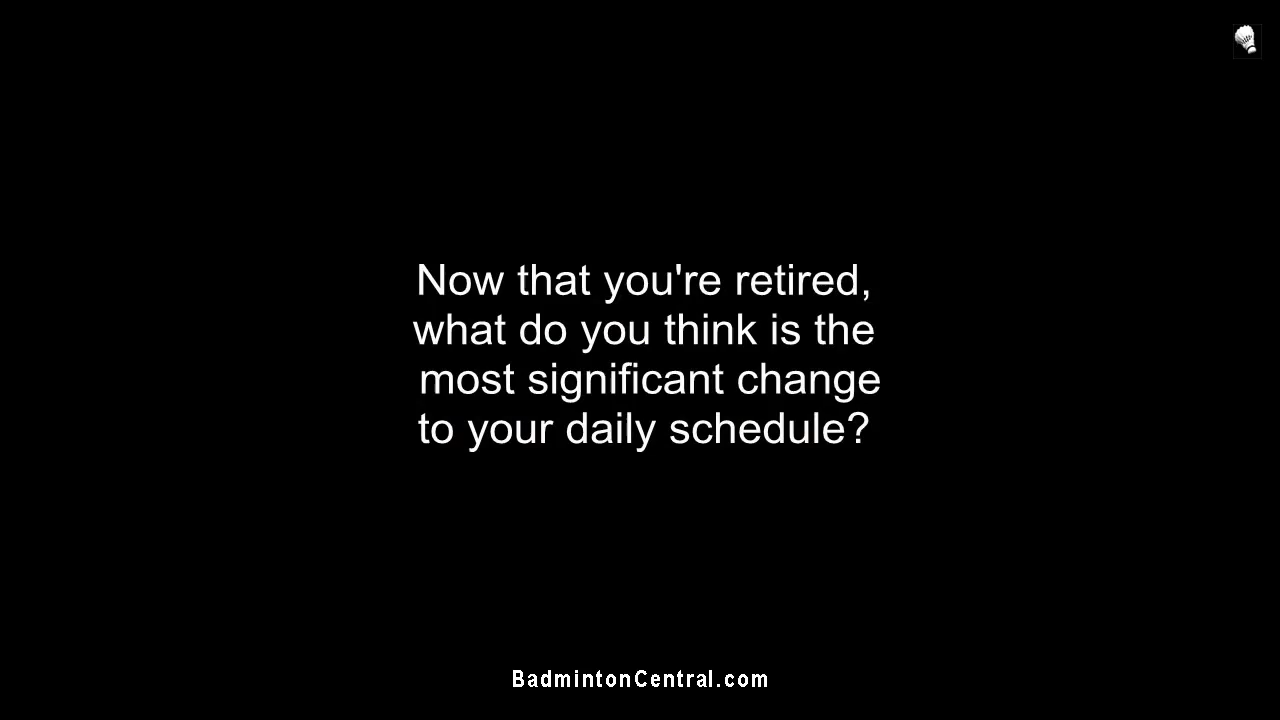 Now that you're retired,
what do you think is the
most significant change
to your daily schedule?
BadmintonCentral.com